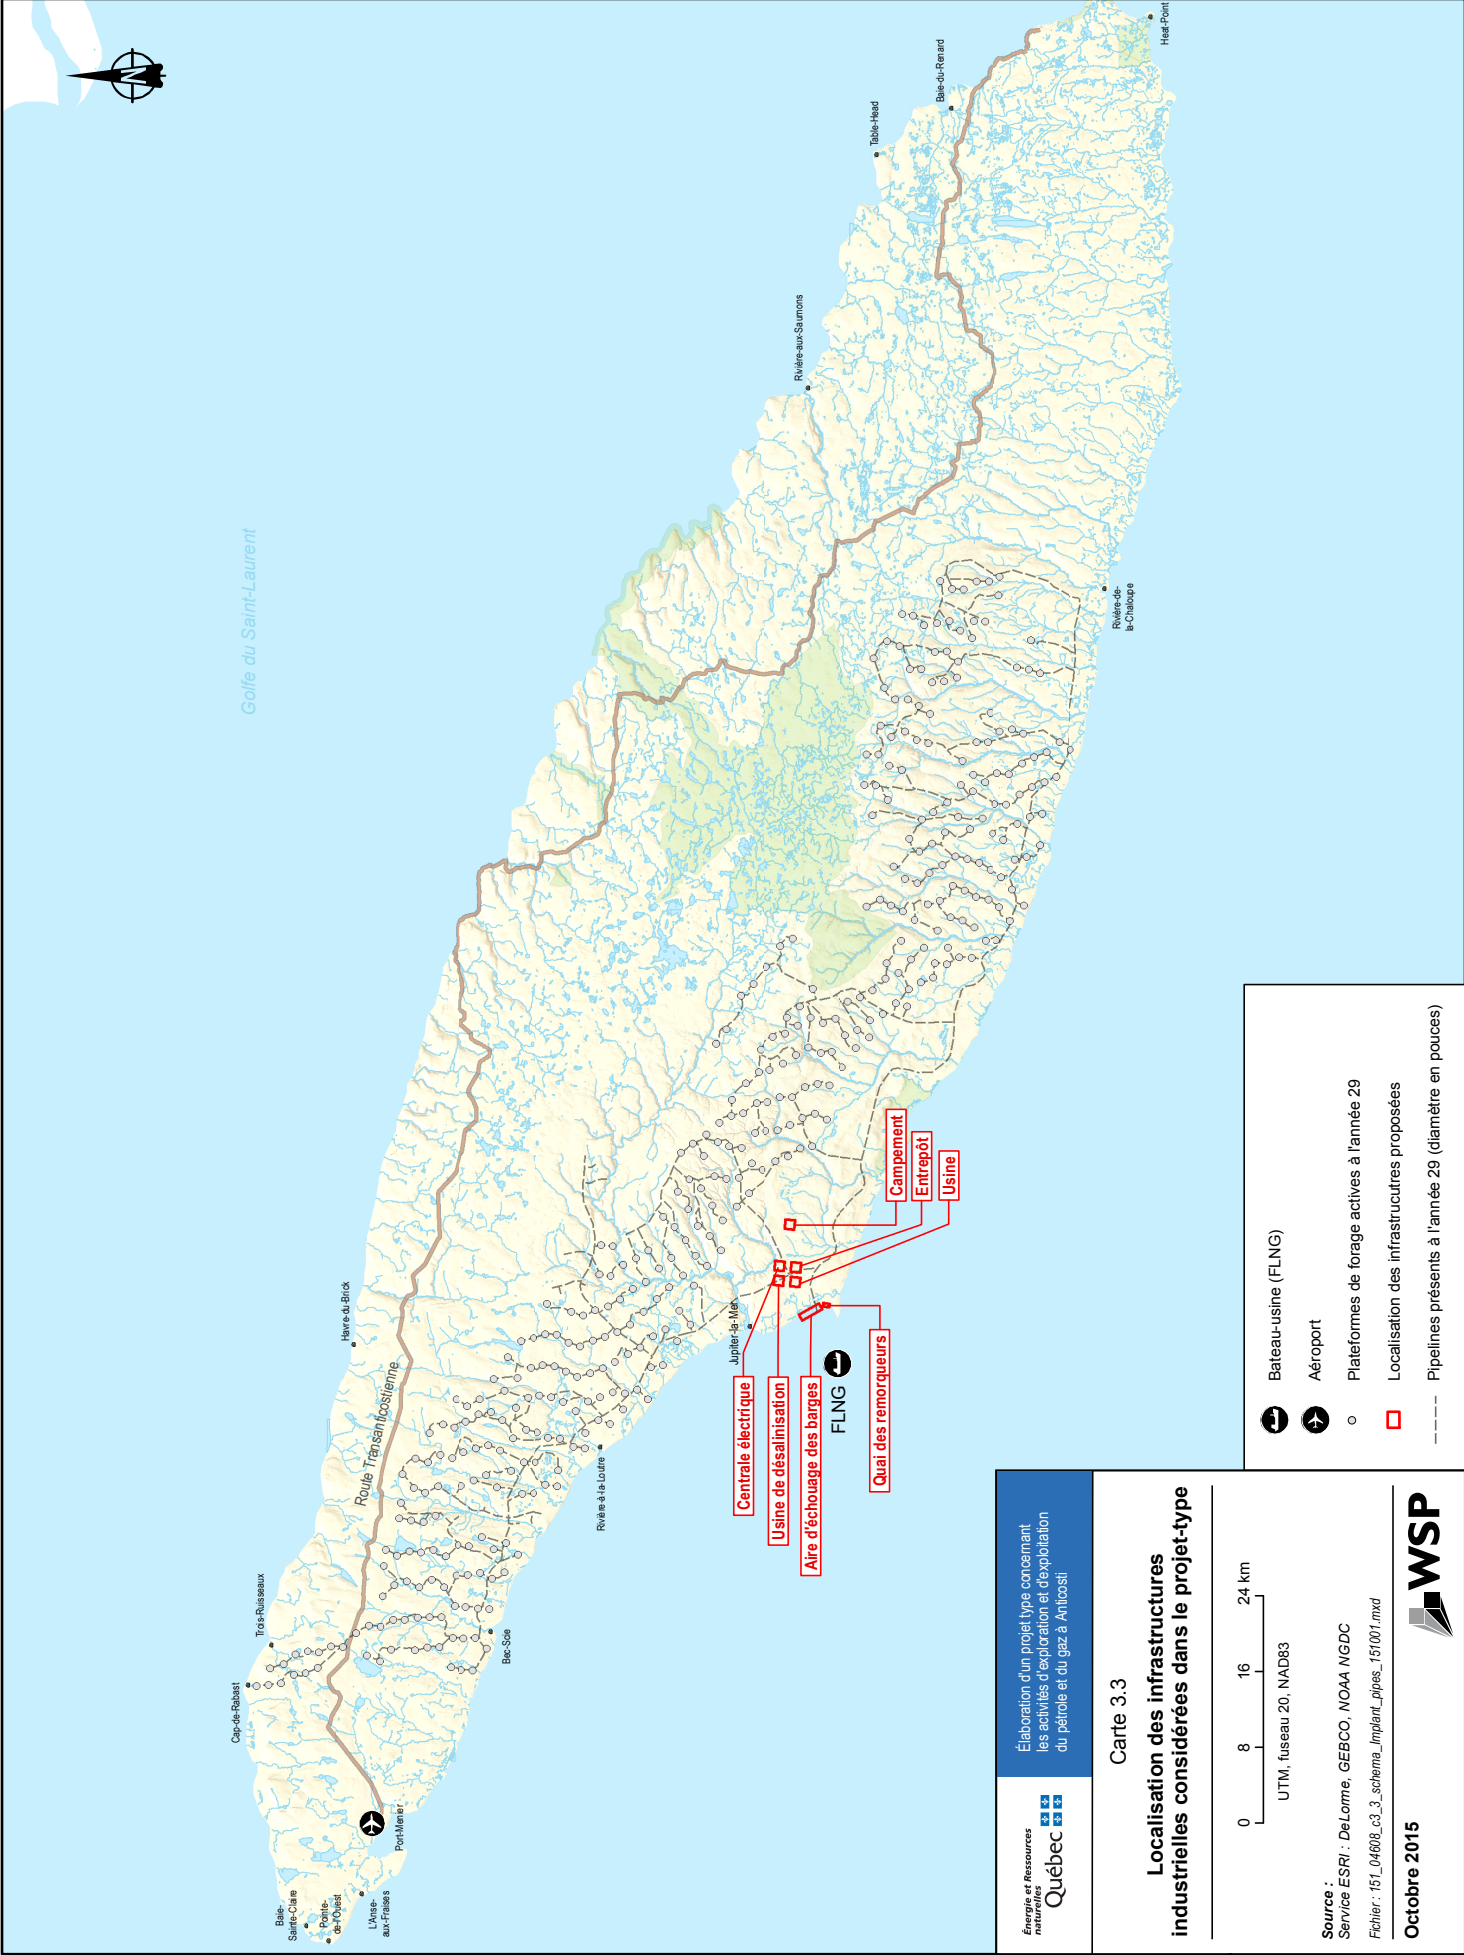 Golfe du Saint-Laurent
N
Heat-Point
Baie-du-Renard
Table-Head
Rivière-aux-Saumons
Rivière-de-
la-Chaloupe
Havre-du-Brick
Route Transanticostienne
Jupiter-la-Mer
Rivière-à-la-Loutre
Trois-Ruisseaux
Cap-de-Rabast
Bec-Scie
Port-Menier
Baie-
Sainte-Claire
Pointe-
de-l'Ouest
L'Anse-
aux-Fraises
Campement
Entrepôt
Usine
Centrale électrique
Usine de désalinisation
Aire d'échouage des barges
FLNG
Quai des remorqueurs
Bateau-usine (FLNG)
Aéroport
Plateformes de forage actives à l'année 29
Localisation des infrastrucutres proposées
Pipelines présents à l'année 29 (diamètre en pouces)
Énergie et Ressources
naturelles
Québec
Élaboration d'un projet type concernant
les activités d'exploration et d'exploitation
du pétrole et du gaz à Anticosti
Carte 3.3
Localisation des infrastructures
industrielles considérées dans le projet-type
0 8 16 24 km
UTM, fuseau 20, NAD83
Source :
Service ESRI : DeLorme, GEBCO, NOAA NGDC
Fichier : 151_04608_c3_3_schema_Implant_pipes_151001.mxd
Octobre 2015
WSP